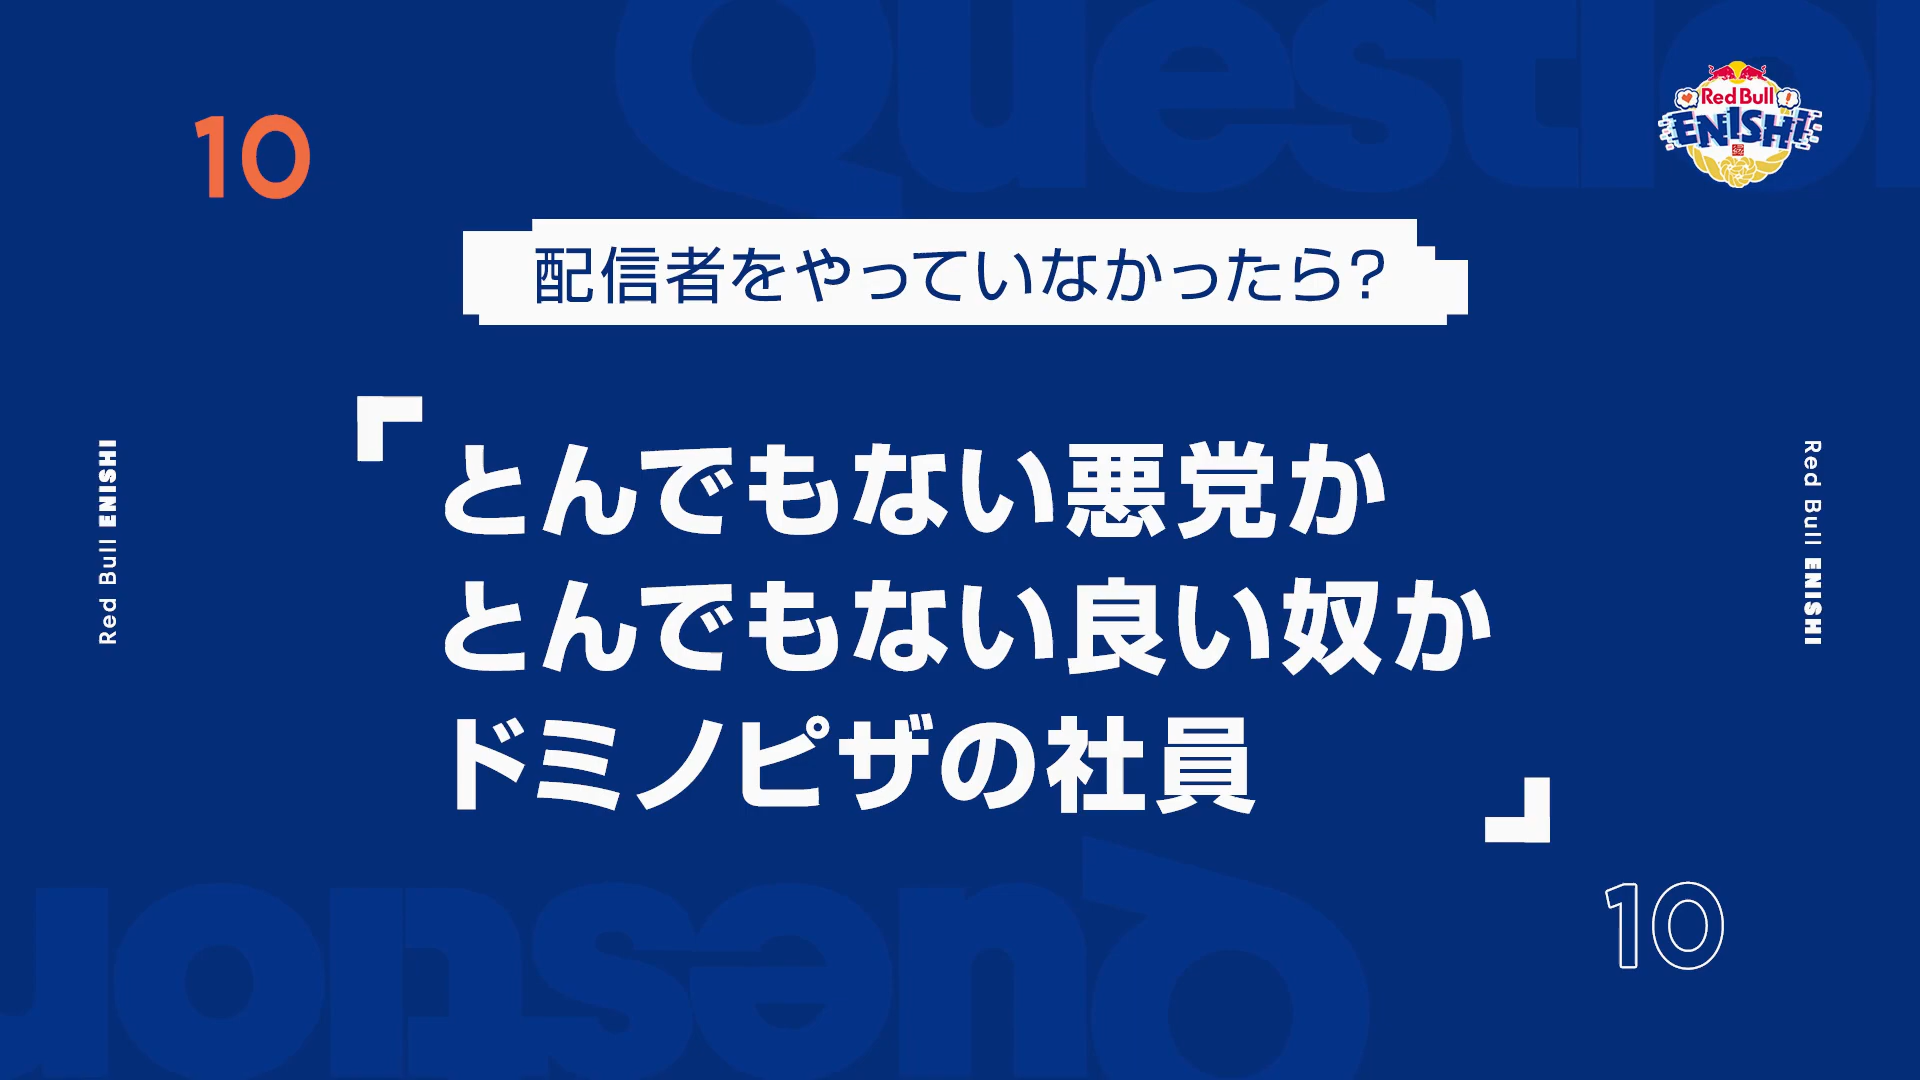 Question
10
Red Bull
ENISHI
配信者をやっていなかったら?
「とんでもない悪党か
とんでもない良い奴か
ドミノピザの社員」
Red Bull ENISHI
Red Bull ENISHI
10
Question